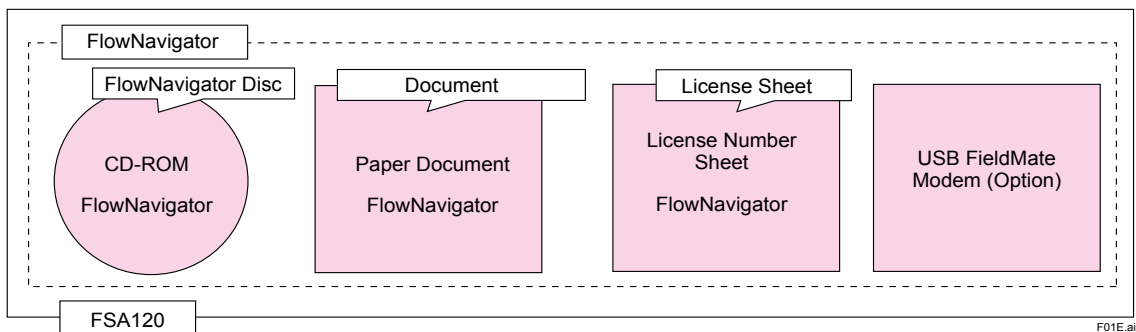 FlowNavigator
FlowNavigator Disc
CD-ROM
FlowNavigator
Document
Paper Document
FlowNavigator
License Sheet
License Number
Sheet
FlowNavigator
USB FieldMate
Modem (Option)
FSA120
F01E.ai